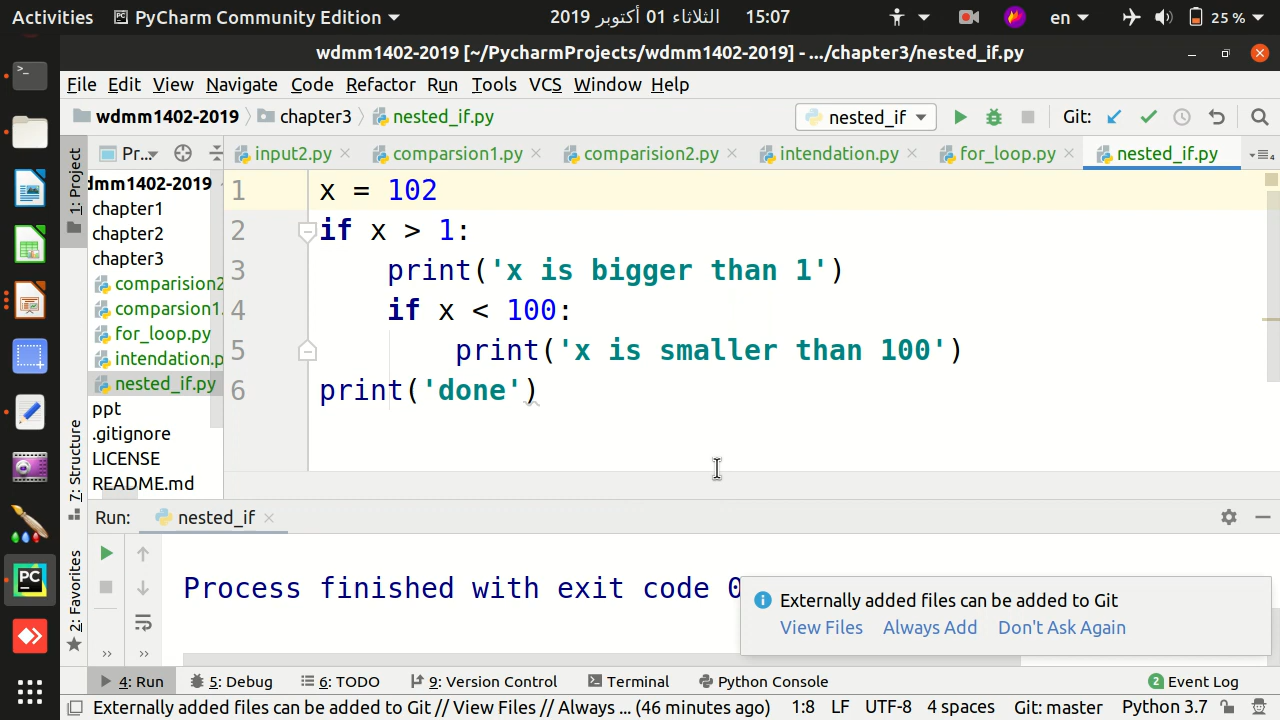 Activities PyCharm Community Edition الثلاثاء 01 أكتوبر 2019 15:07 en 25 %
wdmm1402-2019 [~/PycharmProjects/wdmm1402-2019] - .../chapter3/nested_if.py
File Edit View Navigate Code Refactor Run Tools VCS Window Help
wdmm1402-2019 chapter3 nested_if.py nested_if Git:
1: Project
Pr... input2.py comparsion1.py comparision2.py intendation.py for_loop.py nested_if.py
dmm1402-2019
chapter1
chapter2
chapter3
comparision2
comparsion1.
for_loop.py
intendation.p
nested_if.py
ppt
.gitignore
LICENSE
README.md
1 x = 102
2 if x > 1:
3 print('x is bigger than 1')
4 if x < 100:
5 print('x is smaller than 100')
6 print('done')
7: Structure
2: Favorites
Run: nested_if
Process finished with exit code 0
Externally added files can be added to Git
View Files Always Add Don't Ask Again
4: Run 5: Debug 6: TODO 9: Version Control Terminal Python Console 2 Event Log
Externally added files can be added to Git // View Files // Always ... (46 minutes ago) 1:8 LF UTF-8 4 spaces Git: master Python 3.7